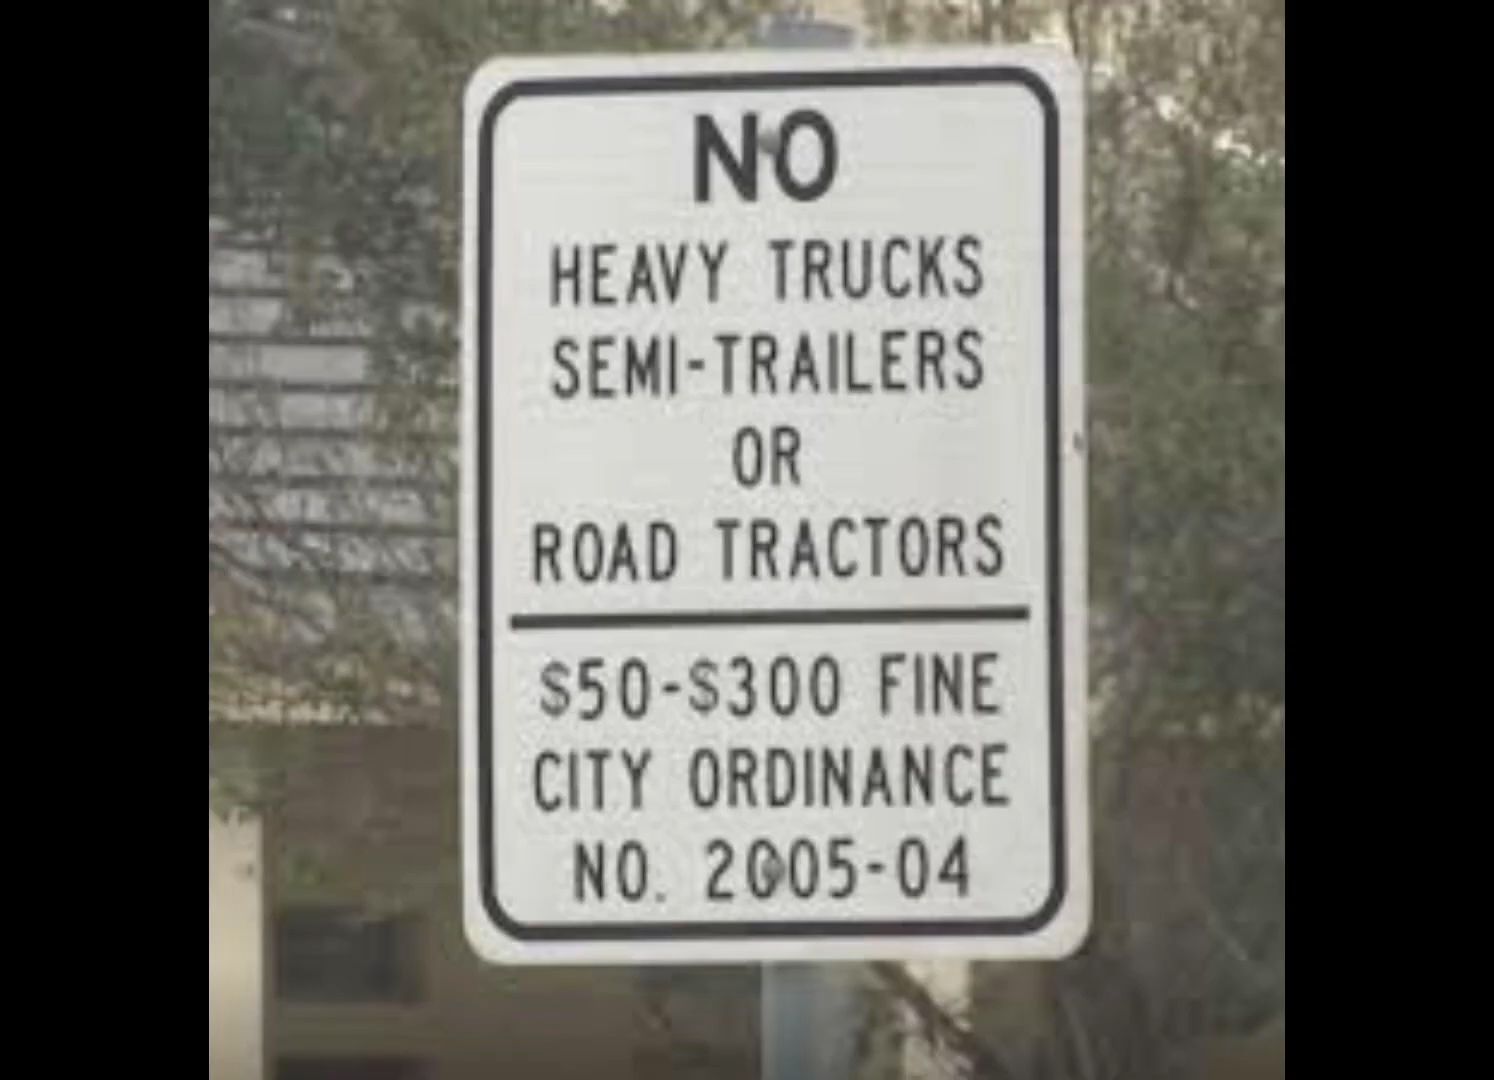 NO
HEAVY TRUCKS
SEMI-TRAILERS
OR
ROAD TRACTORS
$50-$300 FINE
CITY ORDINANCE
NO. 2005-04